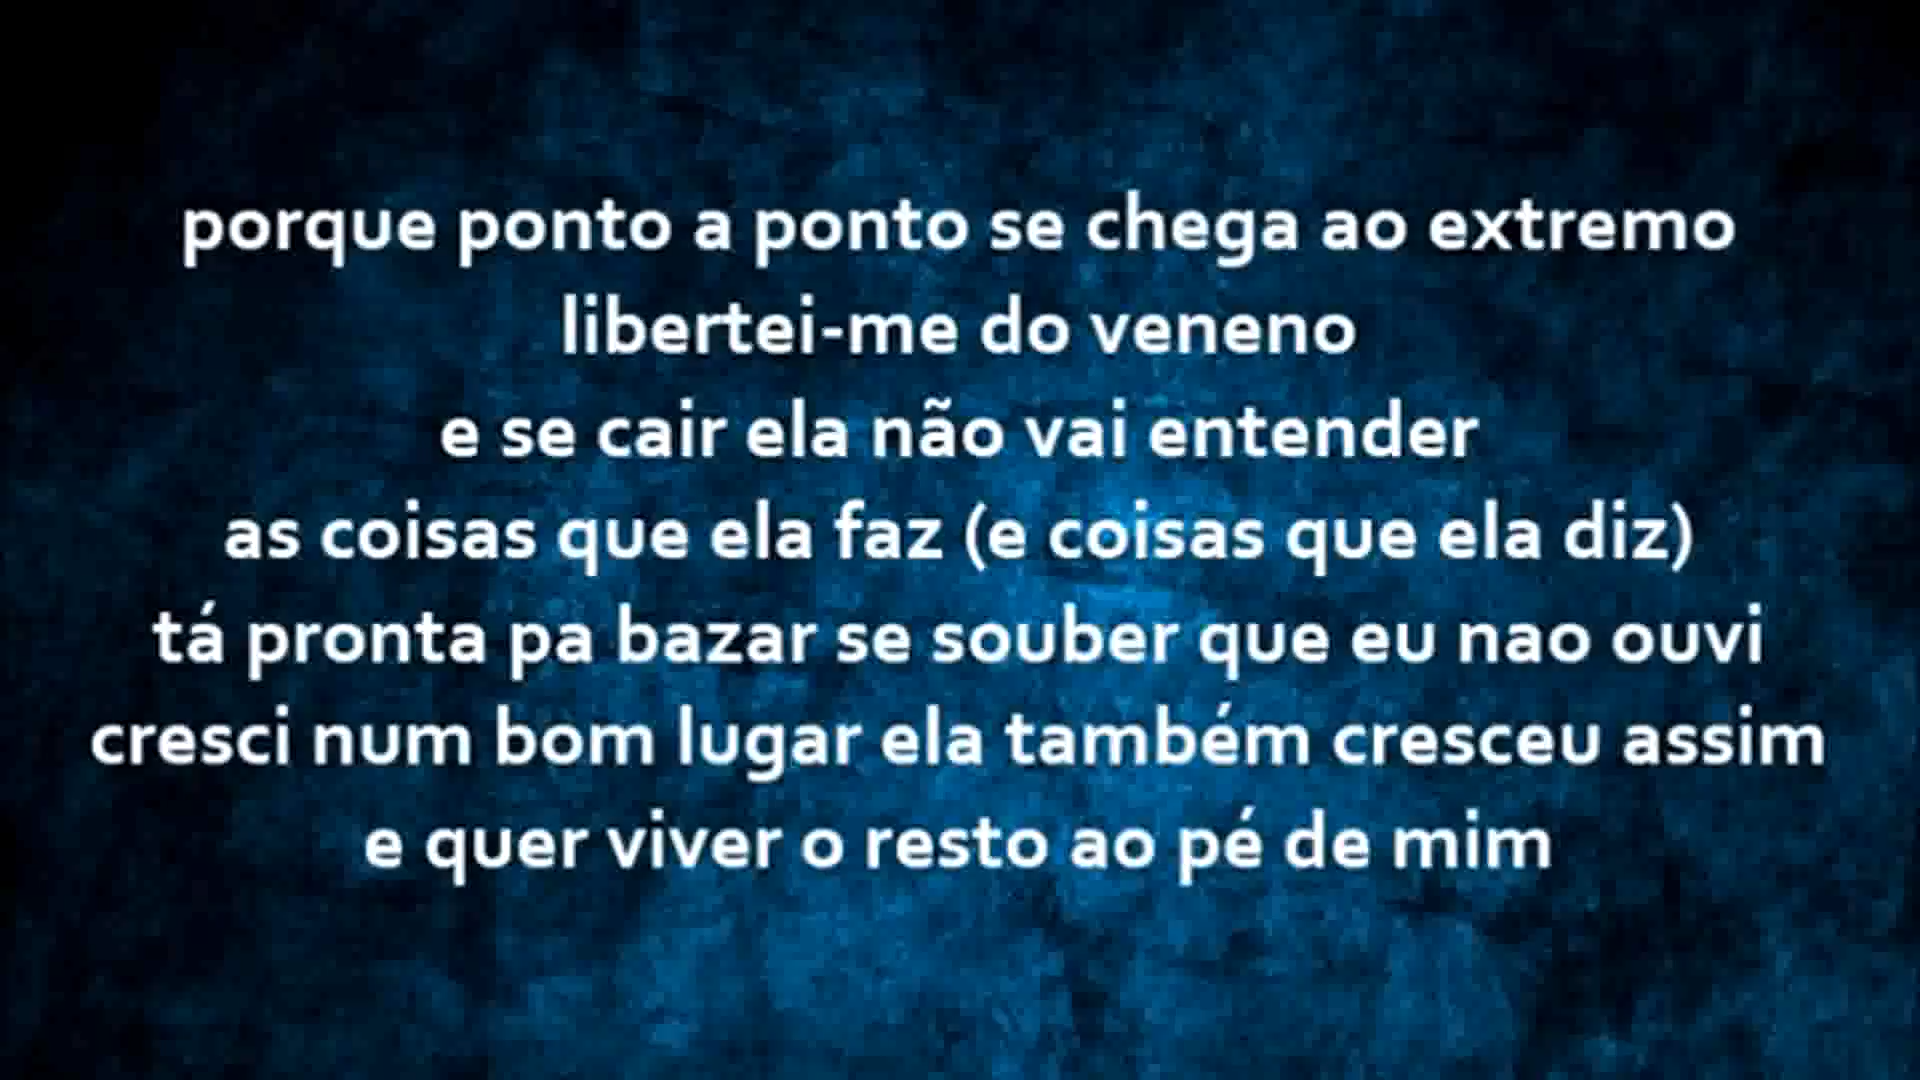 porque ponto a ponto se chega ao extremo
libertei-me do veneno
e se cair ela não vai entender
as coisas que ela faz (e coisas que ela diz)
tá pronta pa bazar se souber que eu nao ouvi
cresci num bom lugar ela também cresceu assim
e quer viver o resto ao pé de mim